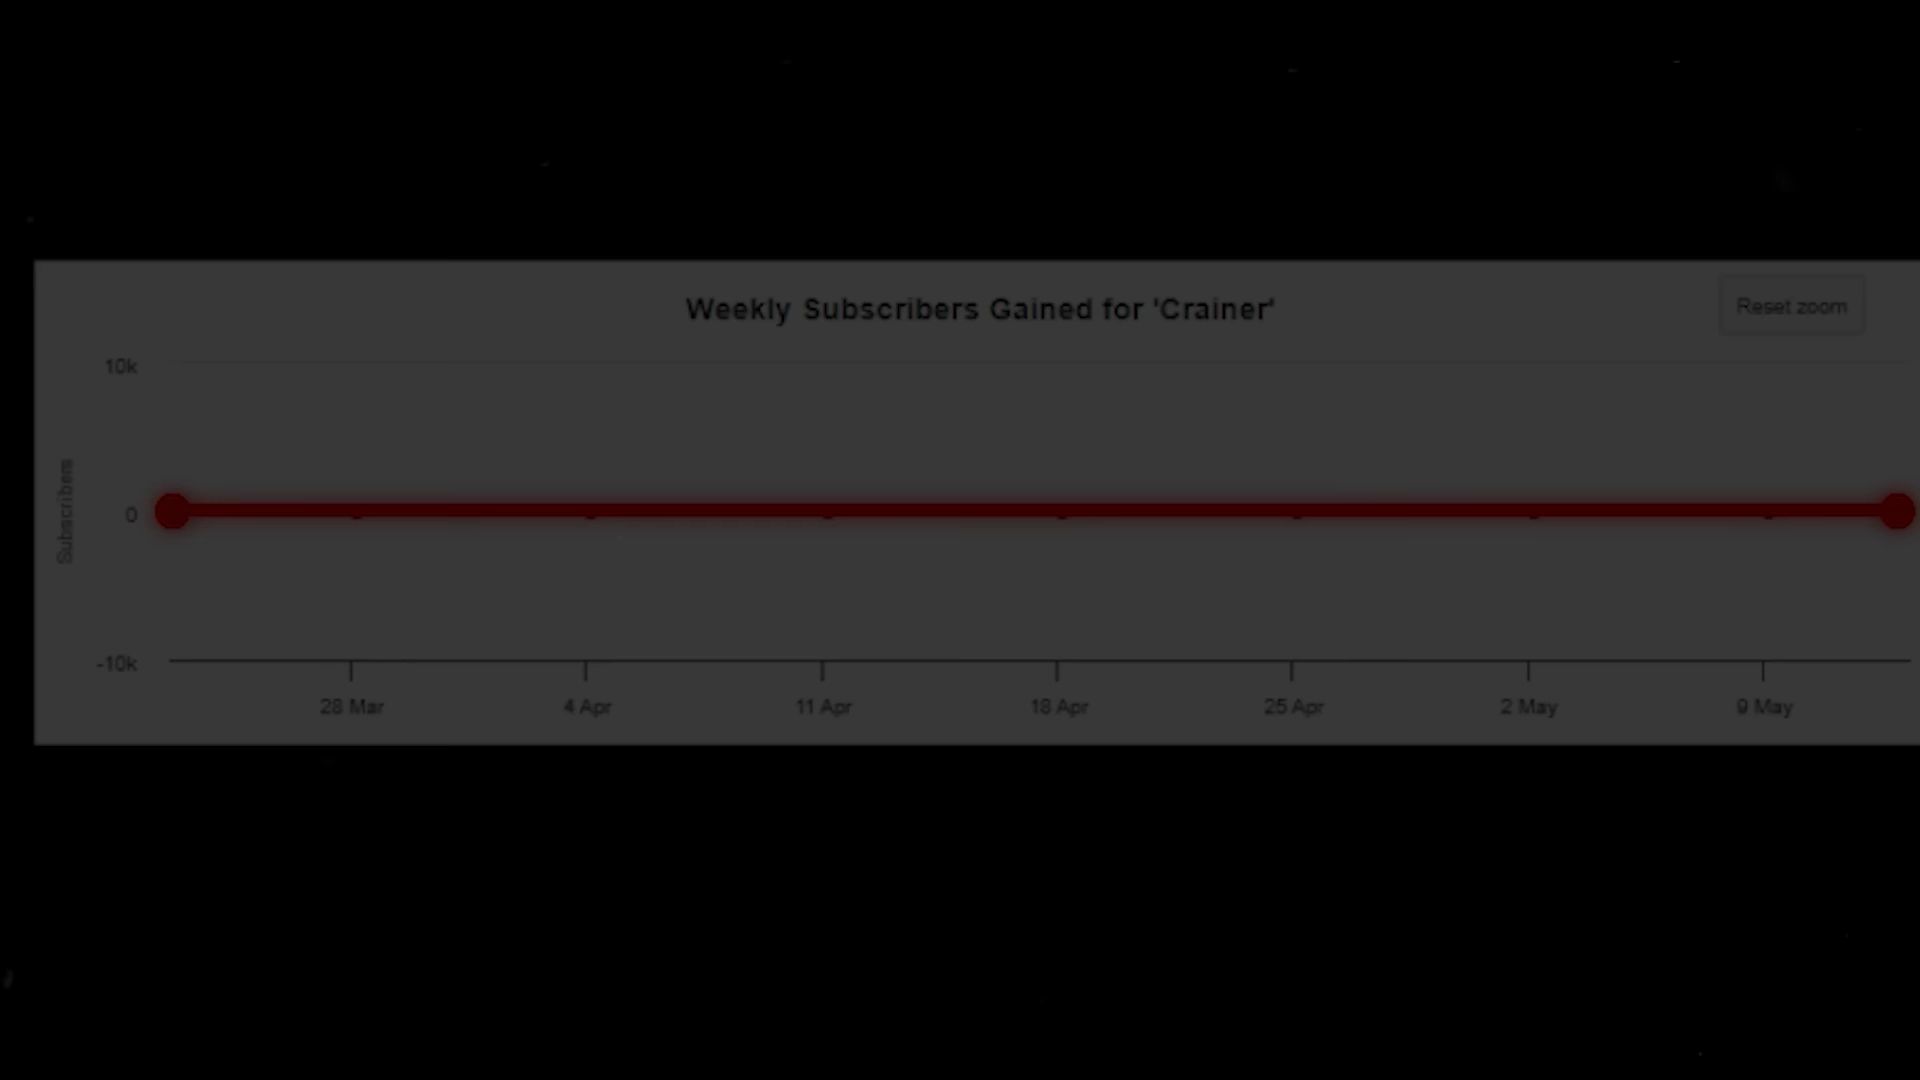 Weekly Subscribers Gained for 'Crainer'
Reset zoom
10k
Subscribers
0
-10k
28 Mar
4 Apr
11 Apr
18 Apr
25 Apr
2 May
9 May